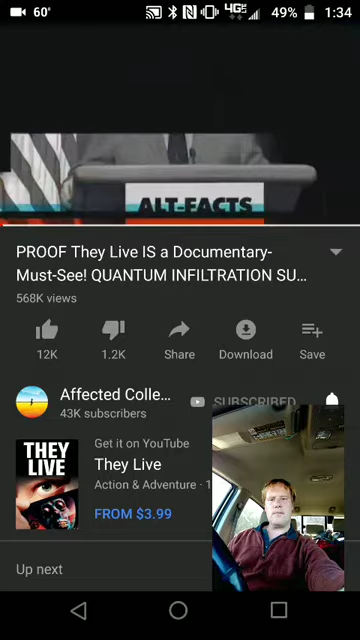 60°
4G
49%
1:34
ALT-FACTS
PROOF They Live IS a Documentary-
Must-See! QUANTUM INFILTRATION SU...
568K views
12K
1.2K
Share
Download
Save
Affected Colle...
SUBSCRIBED
43K subscribers
THEY
LIVE
Get it on YouTube
They Live
Action & Adventure · 1
FROM $3.99
Up next